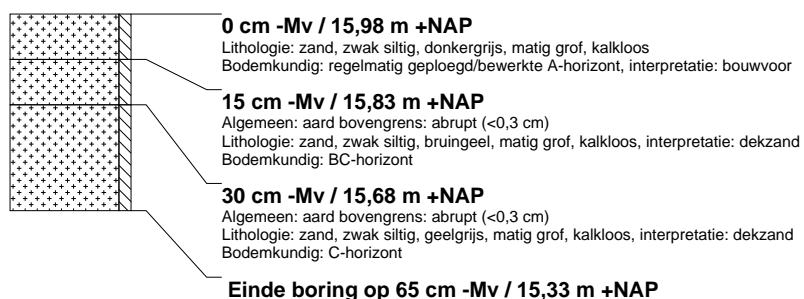 0 cm -Mv / 15,98 m +NAP
Lithologie: zand, zwak siltig, donkergrijs, matig grof, kalkloos
Bodemkundig: regelmatig geploegd/bewerkte A-horizont, interpretatie: bouwvoor
15 cm -Mv / 15,83 m +NAP
Algemeen: aard bovengrens: abrupt (<0,3 cm)
Lithologie: zand, zwak siltig, bruingeel, matig grof, kalkloos, interpretatie: dekzand
Bodemkundig: BC-horizont
30 cm -Mv / 15,68 m +NAP
Algemeen: aard bovengrens: abrupt (<0,3 cm)
Lithologie: zand, zwak siltig, geelgrijs, matig grof, kalkloos, interpretatie: dekzand
Bodemkundig: C-horizont
Einde boring op 65 cm -Mv / 15,33 m +NAP